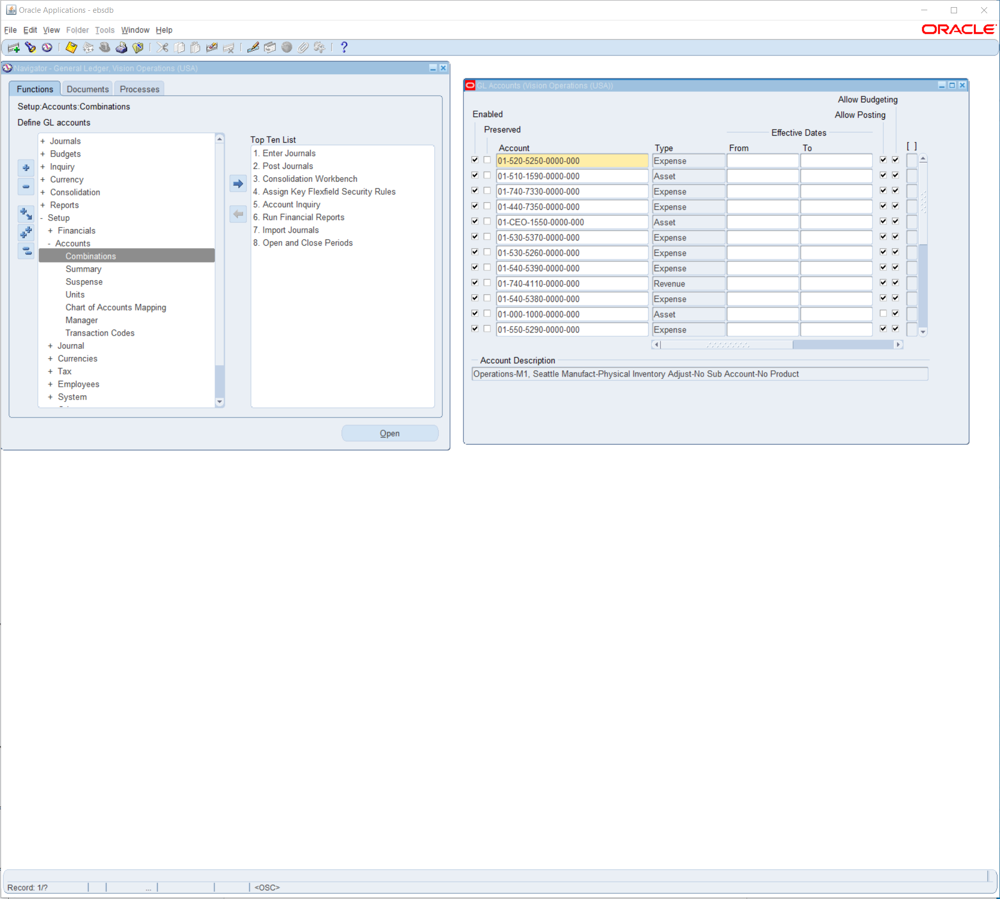 Oracle Applications - ebsdb
File Edit View Folder Tools Window Help
ORACLE
Navigator - General Ledger, Vision Operations (USA)
Functions Documents Processes
Setup:Accounts:Combinations
Define GL accounts
+ Journals
+ Budgets
+ Inquiry
+ Currency
+ Consolidation
+ Reports
- Setup
+ Financials
- Accounts
Combinations
Summary
Suspense
Units
Chart of Accounts Mapping
Manager
Transaction Codes
+ Journal
+ Currencies
+ Tax
+ Employees
+ System
Top Ten List
1. Enter Journals
2. Post Journals
3. Consolidation Workbench
4. Assign Key Flexfield Security Rules
5. Account Inquiry
6. Run Financial Reports
7. Import Journals
8. Open and Close Periods
Open
GL Accounts (Vision Operations (USA))
Allow Budgeting
Enabled Allow Posting
Preserved Effective Dates
Account Type From To [ ]
01-520-5250-0000-000 Expense
01-510-1590-0000-000 Asset
01-740-7330-0000-000 Expense
01-440-7350-0000-000 Expense
01-CEO-1550-0000-000 Asset
01-530-5370-0000-000 Expense
01-530-5260-0000-000 Expense
01-540-5390-0000-000 Expense
01-740-4110-0000-000 Revenue
01-540-5380-0000-000 Expense
01-000-1000-0000-000 Asset
01-550-5290-0000-000 Expense
Account Description
Operations-M1, Seattle Manufact-Physical Inventory Adjust-No Sub Account-No Product
Record: 1/? ... <OSC>